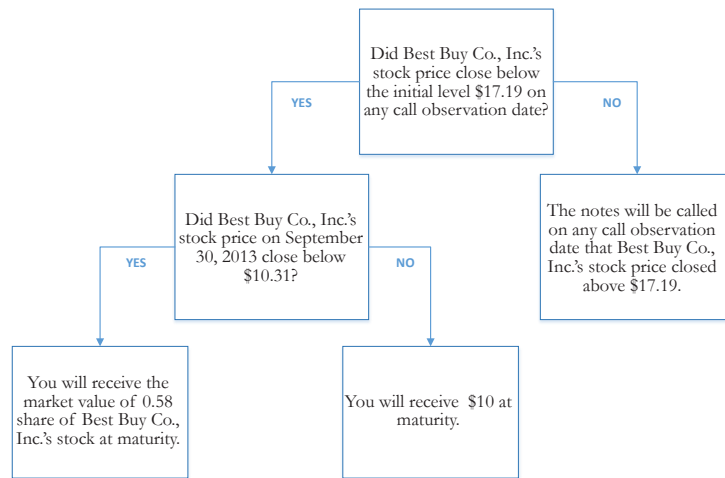 Did Best Buy Co., Inc.'s
stock price close below
the initial level $17.19 on
any call observation date?
YES
NO
Did Best Buy Co., Inc.'s
stock price on September
30, 2013 close below
$10.31?
The notes will be called
on any call observation
date that Best Buy Co.,
Inc.'s stock price closed
above $17.19.
YES
NO
You will receive the
market value of 0.58
share of Best Buy Co.,
Inc.'s stock at maturity.
You will receive $10 at
maturity.